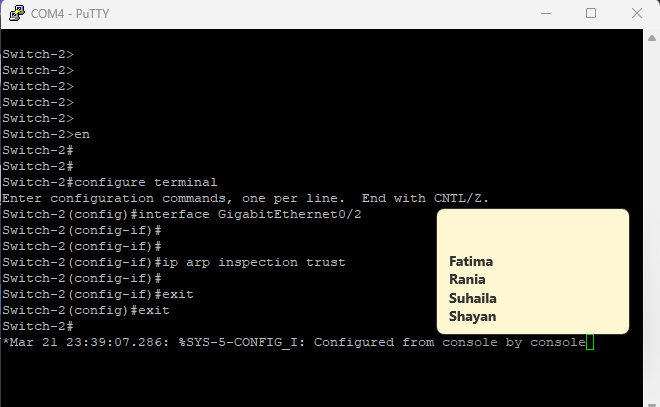 COM4 - PuTTY
Switch-2>
Switch-2>
Switch-2>
Switch-2>
Switch-2>
Switch-2>en
Switch-2#
Switch-2#
Switch-2#configure terminal
Enter configuration commands, one per line.  End with CNTL/Z.
Switch-2(config)#interface GigabitEthernet0/2
Switch-2(config-if)#
Switch-2(config-if)#
Switch-2(config-if)#ip arp inspection trust
Switch-2(config-if)#
Switch-2(config-if)#exit
Switch-2(config)#exit
Switch-2#
*Mar 21 23:39:07.286: %SYS-5-CONFIG_I: Configured from console by console
Fatima
Rania
Suhaila
Shayan